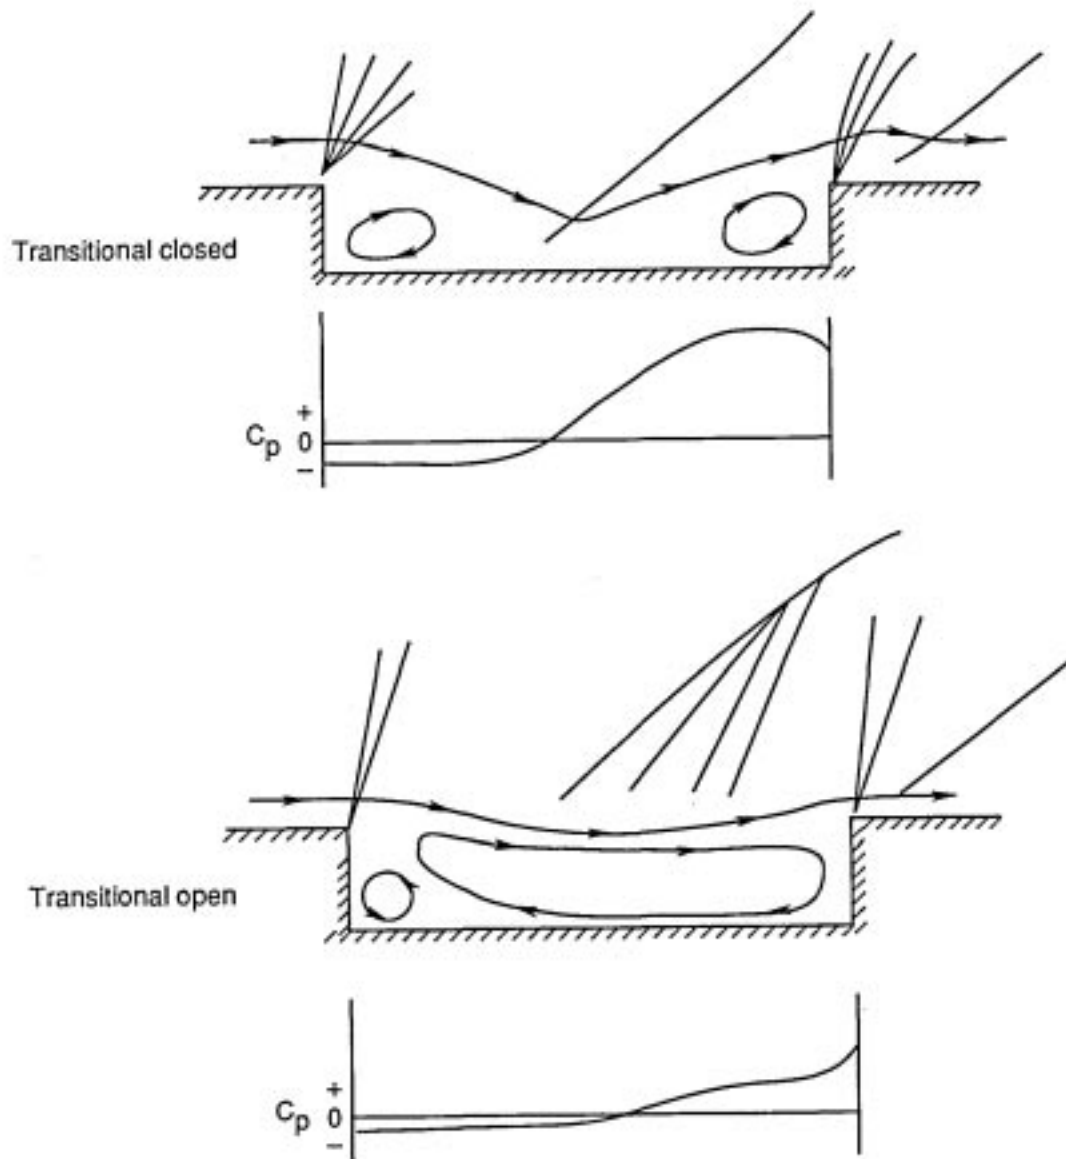 Transitional closed
+
Cp 0
–
Transitional open
+
Cp 0
–